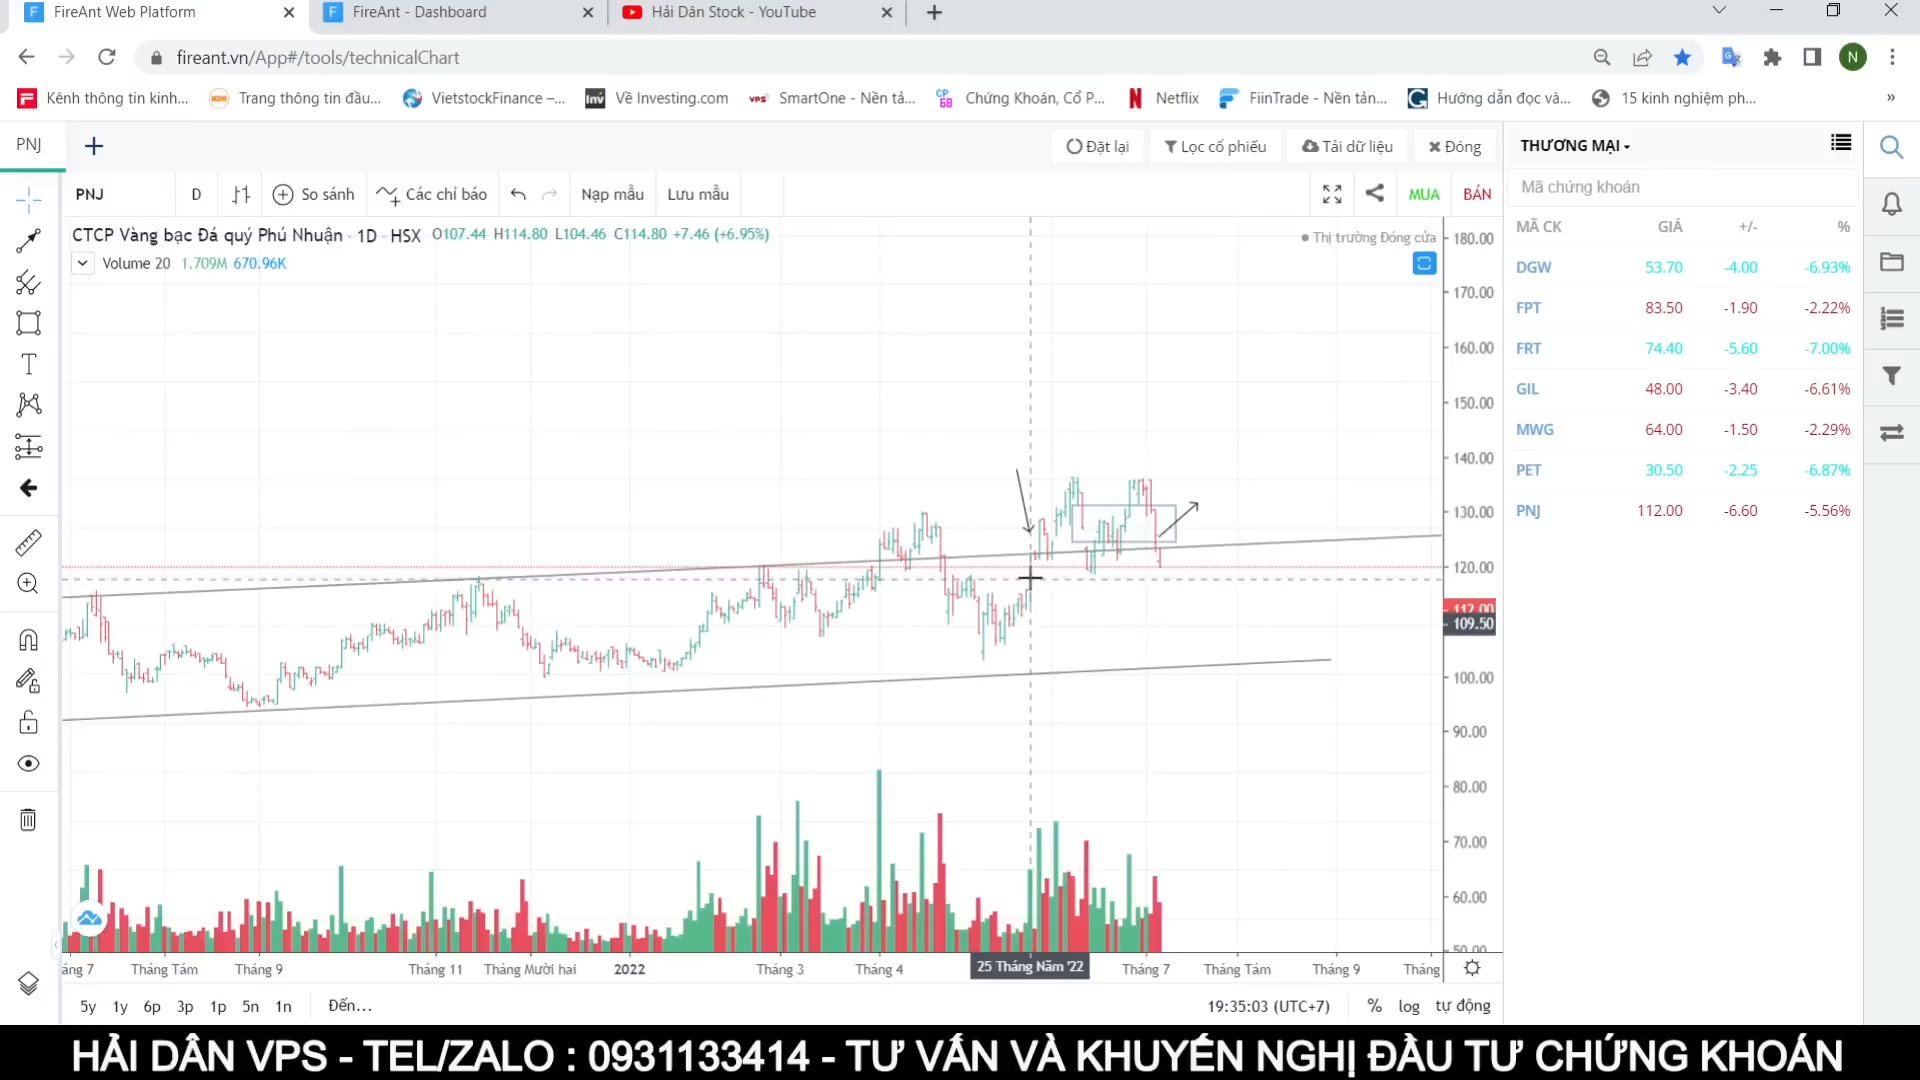 FireAnt Web Platform
FireAnt - Dashboard
Hải Dân Stock - YouTube
fireant.vn/App#/tools/technicalChart
N
Kênh thông tin kinh...
Trang thông tin đầu...
VietstockFinance –...
Inv
Về Investing.com
VPS
SmartOne - Nền tả...
CP 68
Chứng Khoán, Cổ P...
Netflix
FiinTrade - Nền tản...
Hướng dẫn đọc và...
15 kinh nghiệm ph...
»
PNJ
Đặt lại
Lọc cổ phiếu
Tải dữ liệu
Đóng
THƯƠNG MẠI
PNJ
D
So sánh
Các chỉ báo
Nạp mẫu
Lưu mẫu
MUA
BÁN
Mã chứng khoán
CTCP Vàng bạc Đá quý Phú Nhuận · 1D · HSX O107.44 H114.80 L104.46 C114.80 +7.46 (+6.95%)
Thị trường Đóng cửa
Volume 20 1.709M 670.96K
MÃ CK GIÁ +/- %
DGW 53.70 -4.00 -6.93%
FPT 83.50 -1.90 -2.22%
FRT 74.40 -5.60 -7.00%
GIL 48.00 -3.40 -6.61%
MWG 64.00 -1.50 -2.29%
PET 30.50 -2.25 -6.87%
PNJ 112.00 -6.60 -5.56%
180.00
170.00
160.00
150.00
140.00
130.00
120.00
112.00
109.50
100.00
90.00
80.00
70.00
60.00
50.00
áng 7 Tháng Tám Tháng 9 Tháng 11 Tháng Mười hai 2022 Tháng 3 Tháng 4 25 Tháng Năm '22 Tháng 7 Tháng Tám Tháng 9 Tháng
5y 1y 6p 3p 1p 5n 1n Đến...
19:35:03 (UTC+7) % log tự động
HẢI DÂN VPS - TEL/ZALO : 0931133414 - TƯ VẤN VÀ KHUYẾN NGHỊ ĐẦU TƯ CHỨNG KHOÁN